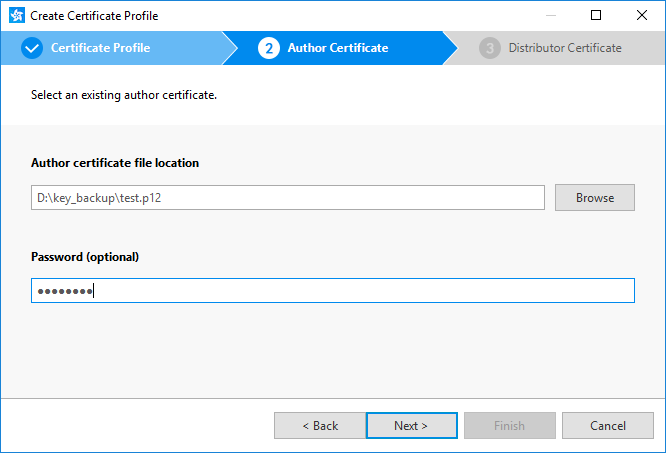 Create Certificate Profile
Certificate Profile
2 Author Certificate
3 Distributor Certificate
Select an existing author certificate.
Author certificate file location
D:\key_backup\test.p12
Browse
Password (optional)
●●●●●●●●
< Back
Next >
Finish
Cancel